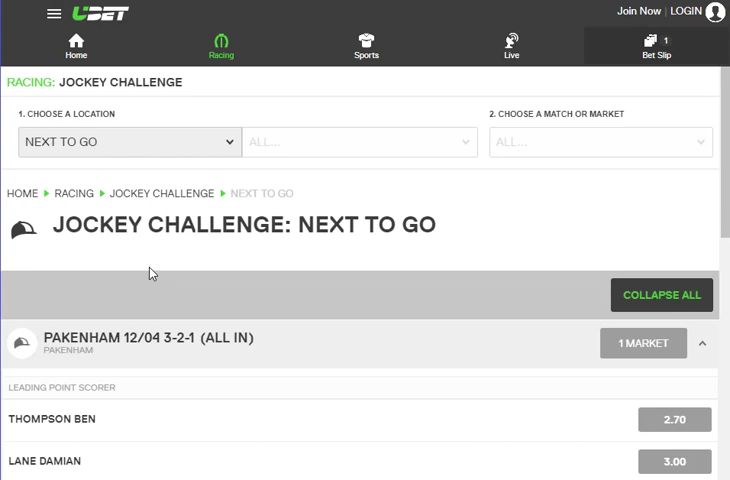 UBET
Join Now | LOGIN
Home
Racing
Sports
Live
1
Bet Slip
RACING: JOCKEY CHALLENGE
1. CHOOSE A LOCATION
2. CHOOSE A MATCH OR MARKET
NEXT TO GO
ALL...
ALL...
HOME RACING JOCKEY CHALLENGE NEXT TO GO
JOCKEY CHALLENGE: NEXT TO GO
COLLAPSE ALL
PAKENHAM 12/04 3-2-1 (ALL IN)
PAKENHAM
1 MARKET
LEADING POINT SCORER
THOMPSON BEN 2.70
LANE DAMIAN 3.00